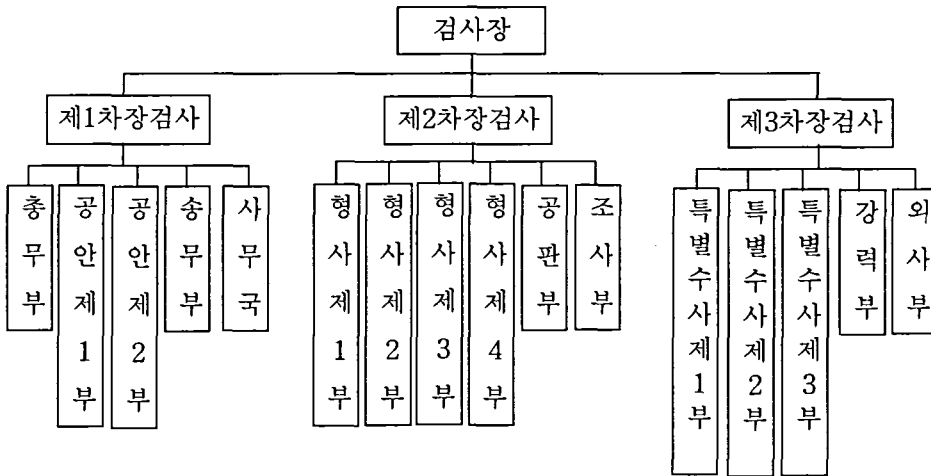 검사장
제1차장검사
제2차장검사
제3차장검사
총무부
공안제1부
공안제2부
송무부
사무국
형사제1부
형사제2부
형사제3부
형사제4부
공판부
조사부
특별수사제1부
특별수사제2부
특별수사제3부
강력부
외사부